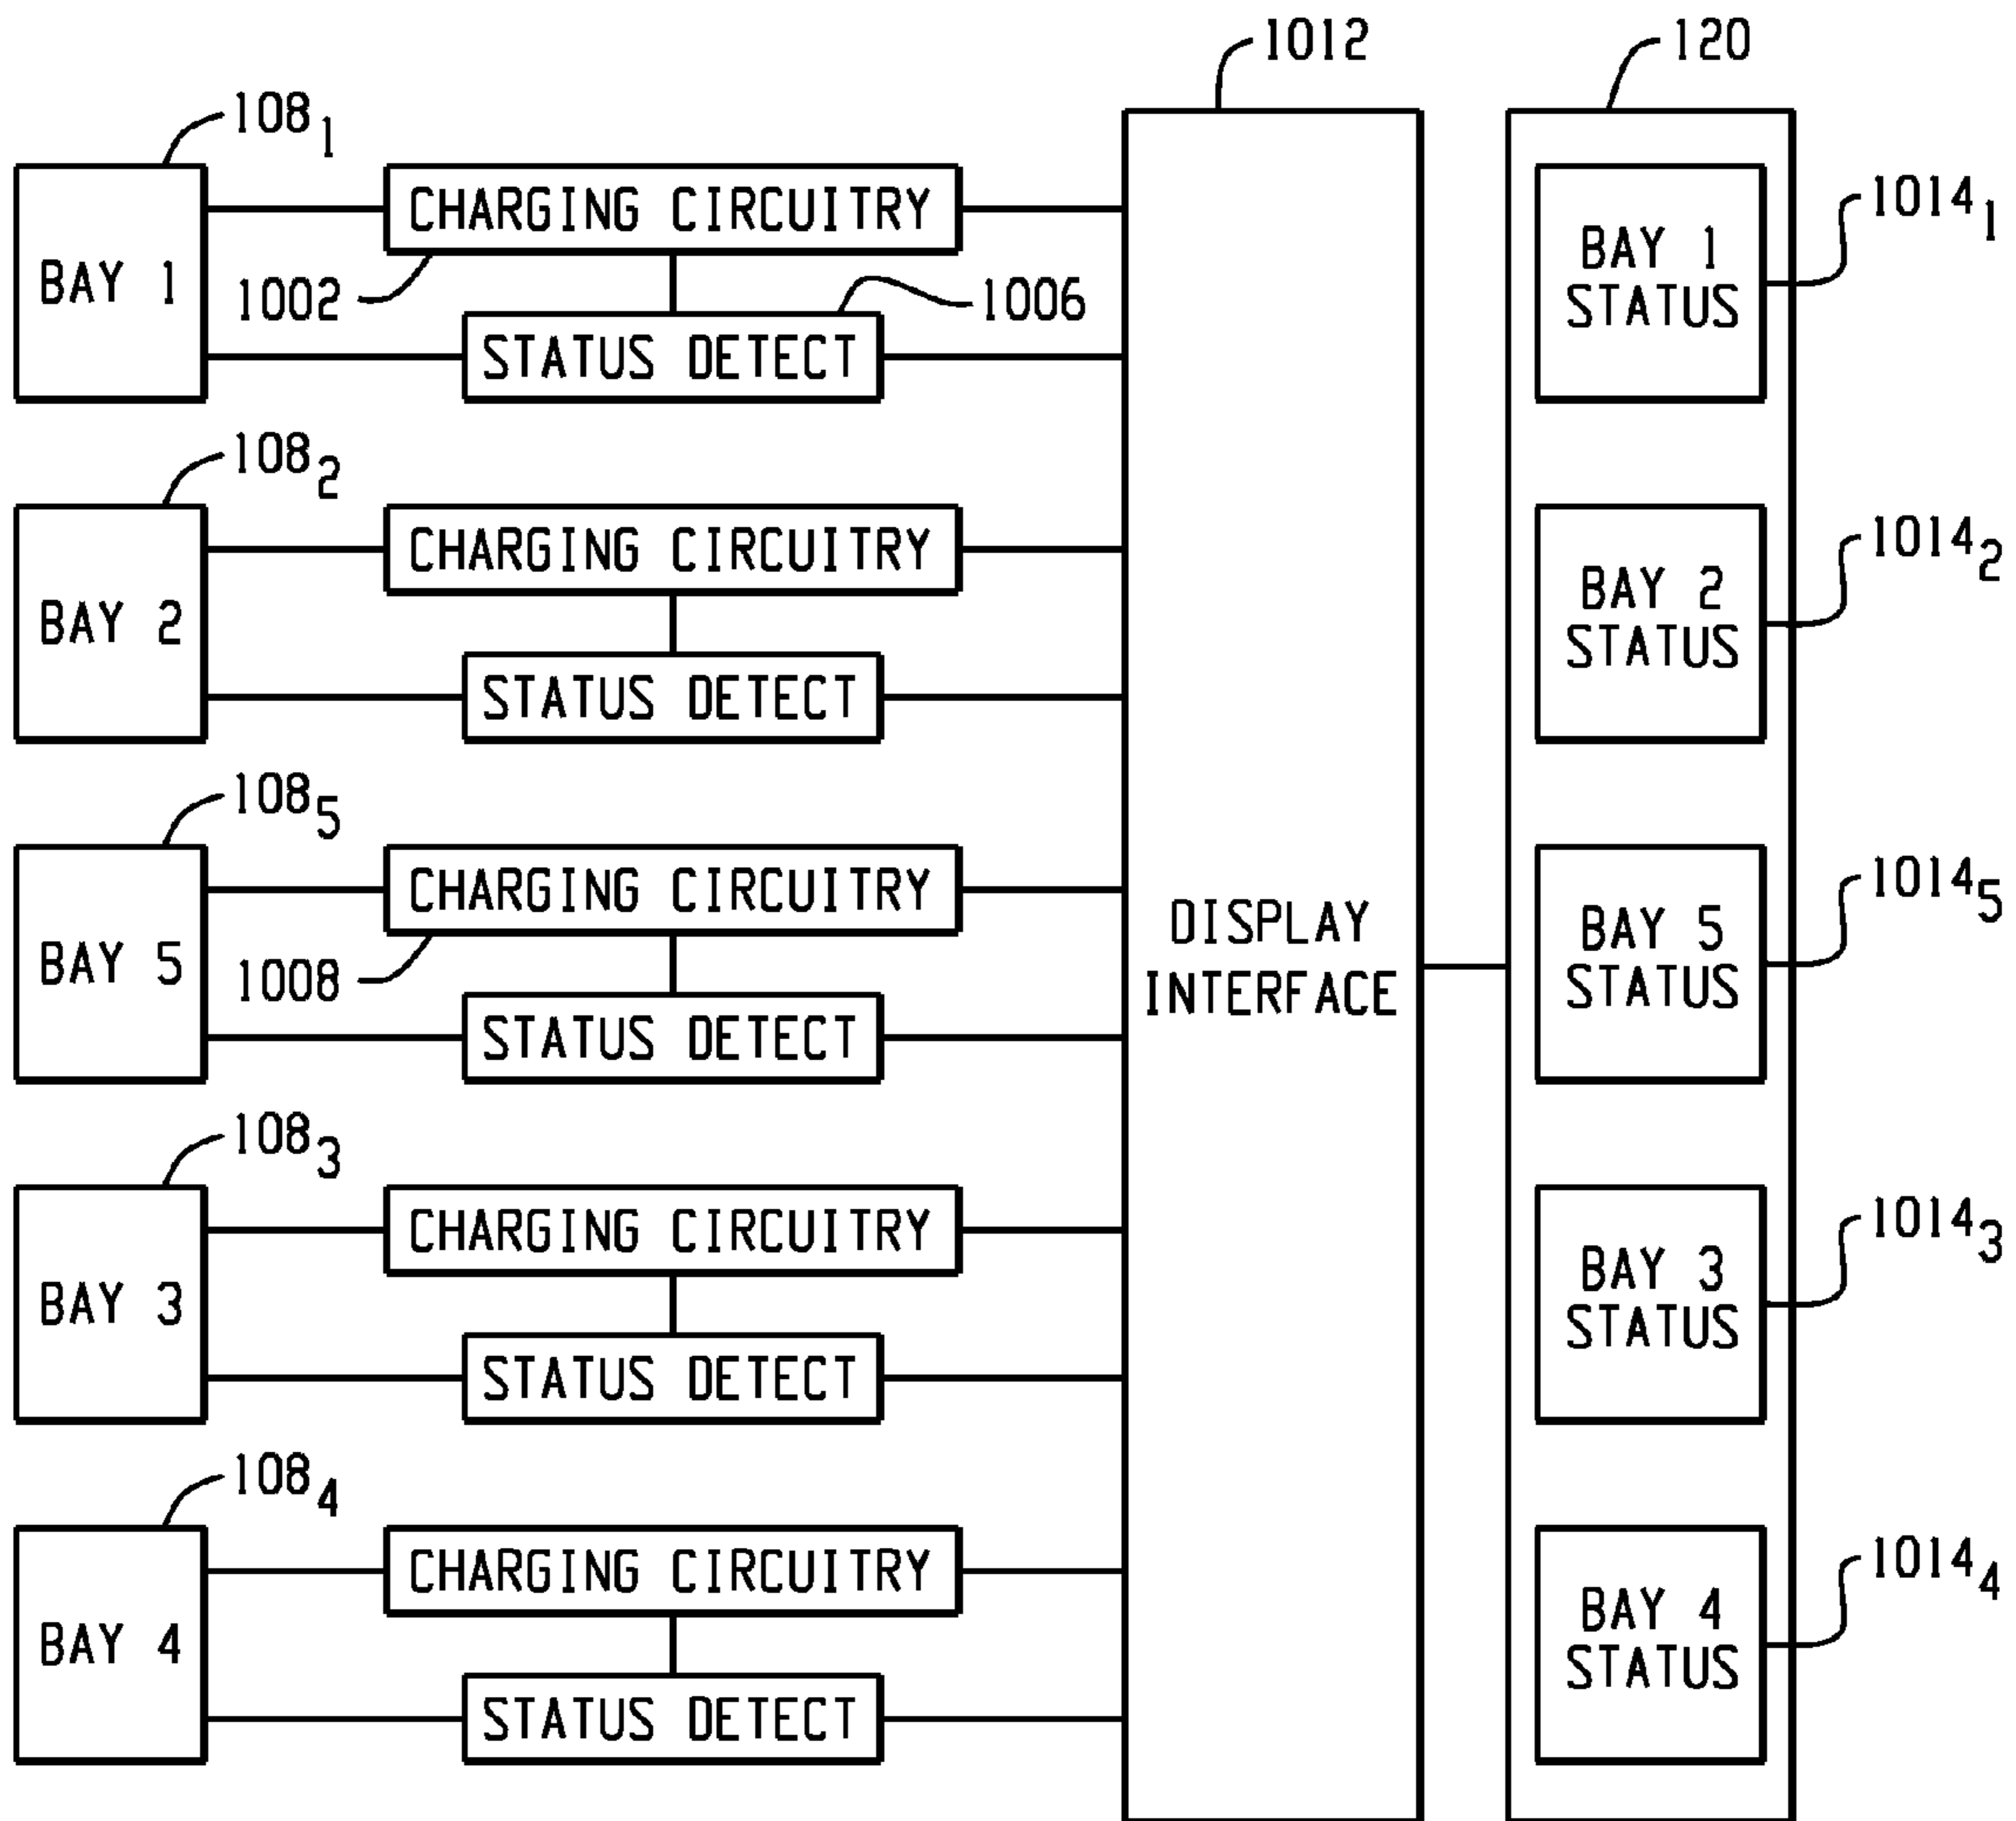 1012
120
108₁
BAY 1
CHARGING CIRCUITRY
1002
1006
STATUS DETECT
BAY 1
STATUS
1014₁
108₂
BAY 2
CHARGING CIRCUITRY
STATUS DETECT
BAY 2
STATUS
1014₂
108₅
BAY 5
CHARGING CIRCUITRY
1008
STATUS DETECT
DISPLAY
INTERFACE
BAY 5
STATUS
1014₅
108₃
BAY 3
CHARGING CIRCUITRY
STATUS DETECT
BAY 3
STATUS
1014₃
108₄
BAY 4
CHARGING CIRCUITRY
STATUS DETECT
BAY 4
STATUS
1014₄